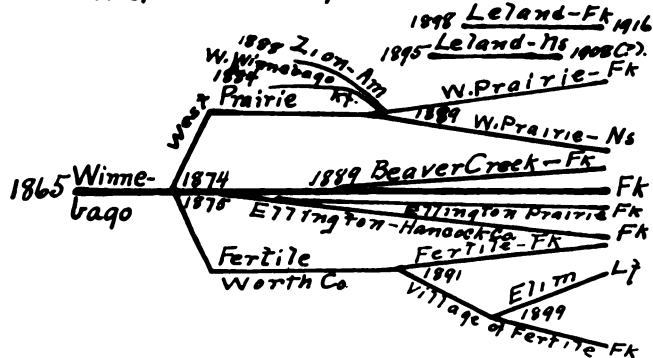 1898 Leland-Fk 1916
1895 Leland-Ns 1908(?).
1888 Zion-Am
W. Winnebago
1884
Kt.
West Prairie
W. Prairie-Fk
1889
W. Prairie-Ns
1865 Winne-
bago
1874
1889 Beaver Creek-Fk
Fk
1875
Ellington Prairie Fk
Ellington-Hancock Co. Fk
Fertile
Worth Co.
Fertile-Fk
1891
Village of Fertile Fk
Elim Lf
1899